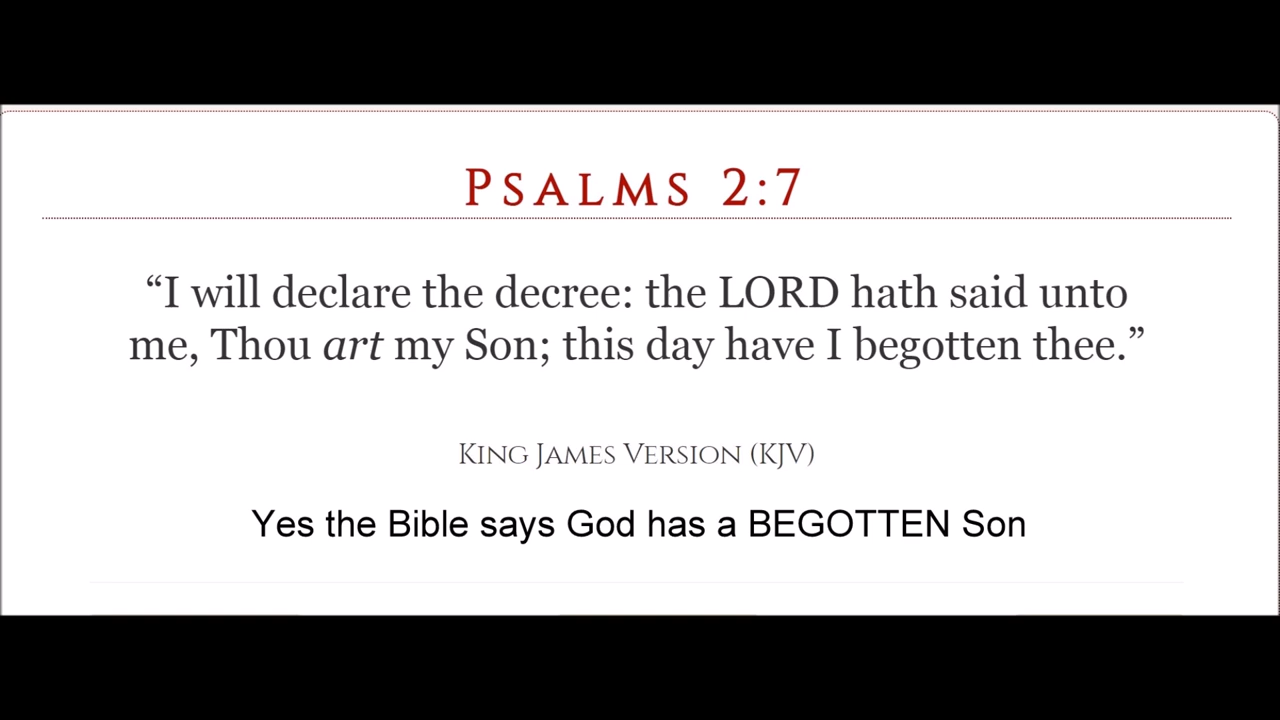 Psalms 2:7
“I will declare the decree: the LORD hath said unto
me, Thou art my Son; this day have I begotten thee.”
King James Version (KJV)
Yes the Bible says God has a BEGOTTEN Son